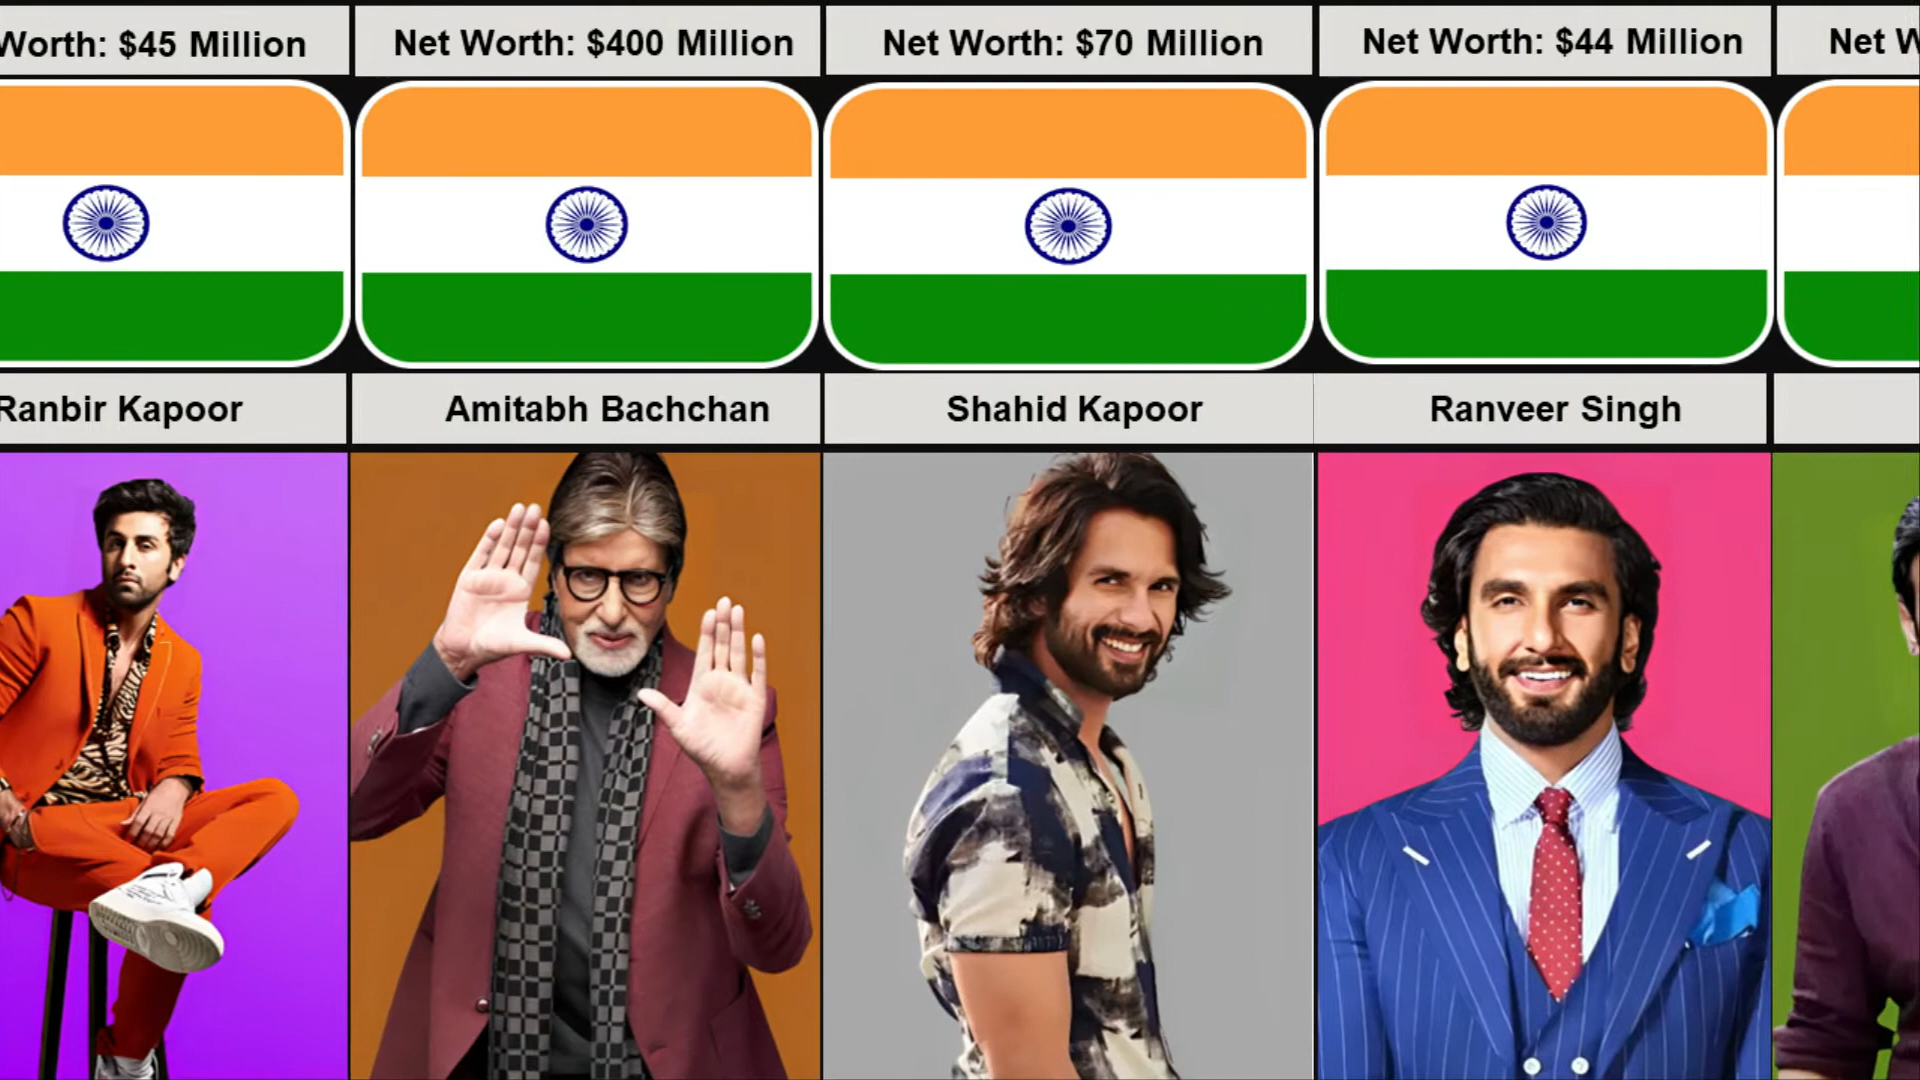 Worth: $45 Million
Net Worth: $400 Million
Net Worth: $70 Million
Net Worth: $44 Million
Net
Ranbir Kapoor
Amitabh Bachchan
Shahid Kapoor
Ranveer Singh